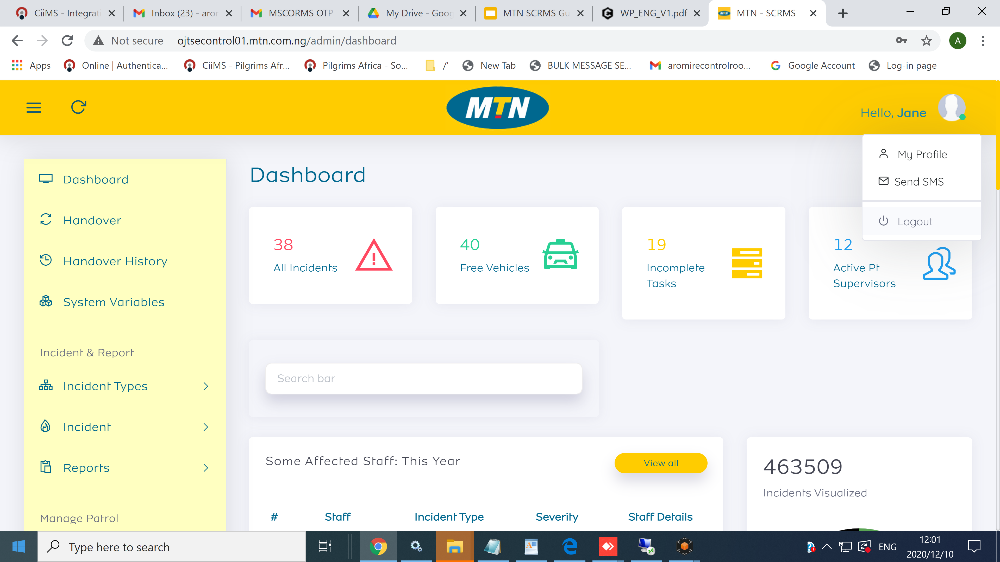 CiiMS - Integrati
Inbox (23) - aror
MSCORMS OTP
My Drive - Goog
MTN SCRMS Gu
WP_ENG_V1.pdf
MTN - SCRMS
Not secure
ojtsecontrol01.mtn.com.ng/admin/dashboard
A
Apps
Online | Authentica...
CiiMS - Pilgrims Afr...
Pilgrims Africa - So...
/'
New Tab
BULK MESSAGE SE...
aromirecontrolroo...
Google Account
Log-in page
MTN
Hello, Jane
My Profile
Send SMS
Logout
Dashboard
Handover
Handover History
System Variables
Incident & Report
Incident Types
Incident
Reports
Manage Patrol
Dashboard
38
All Incidents
40
Free Vehicles
19
Incomplete
Tasks
12
Active Pt
Supervisors
Search bar
Some Affected Staff: This Year
View all
# Staff Incident Type Severity Staff Details
463509
Incidents Visualized
Type here to search
ENG
12:01
2020/12/10